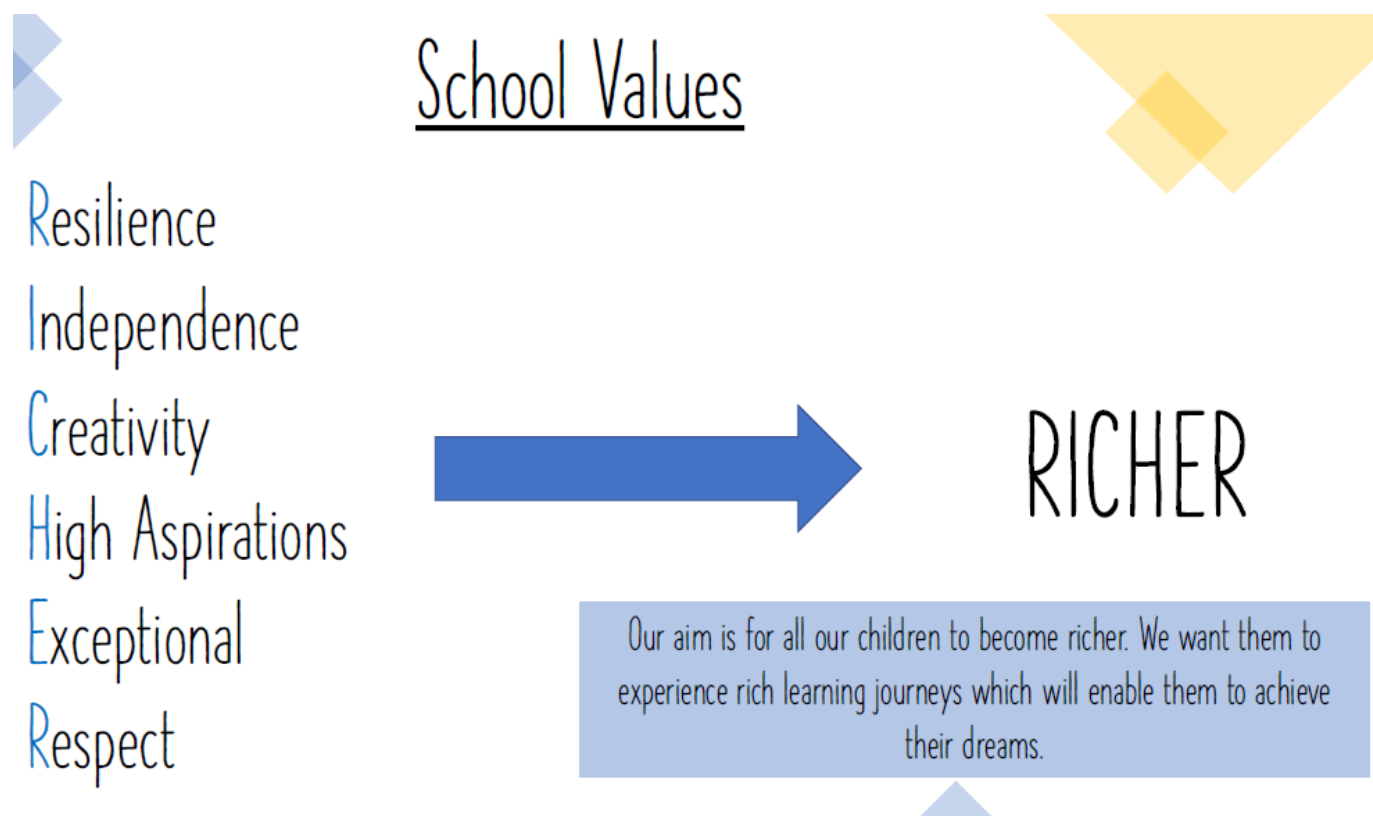 School Values
Resilience
Independence
Creativity
High Aspirations
Exceptional
Respect
RICHER
Our aim is for all our children to become richer. We want them to
experience rich learning journeys which will enable them to achieve
their dreams.